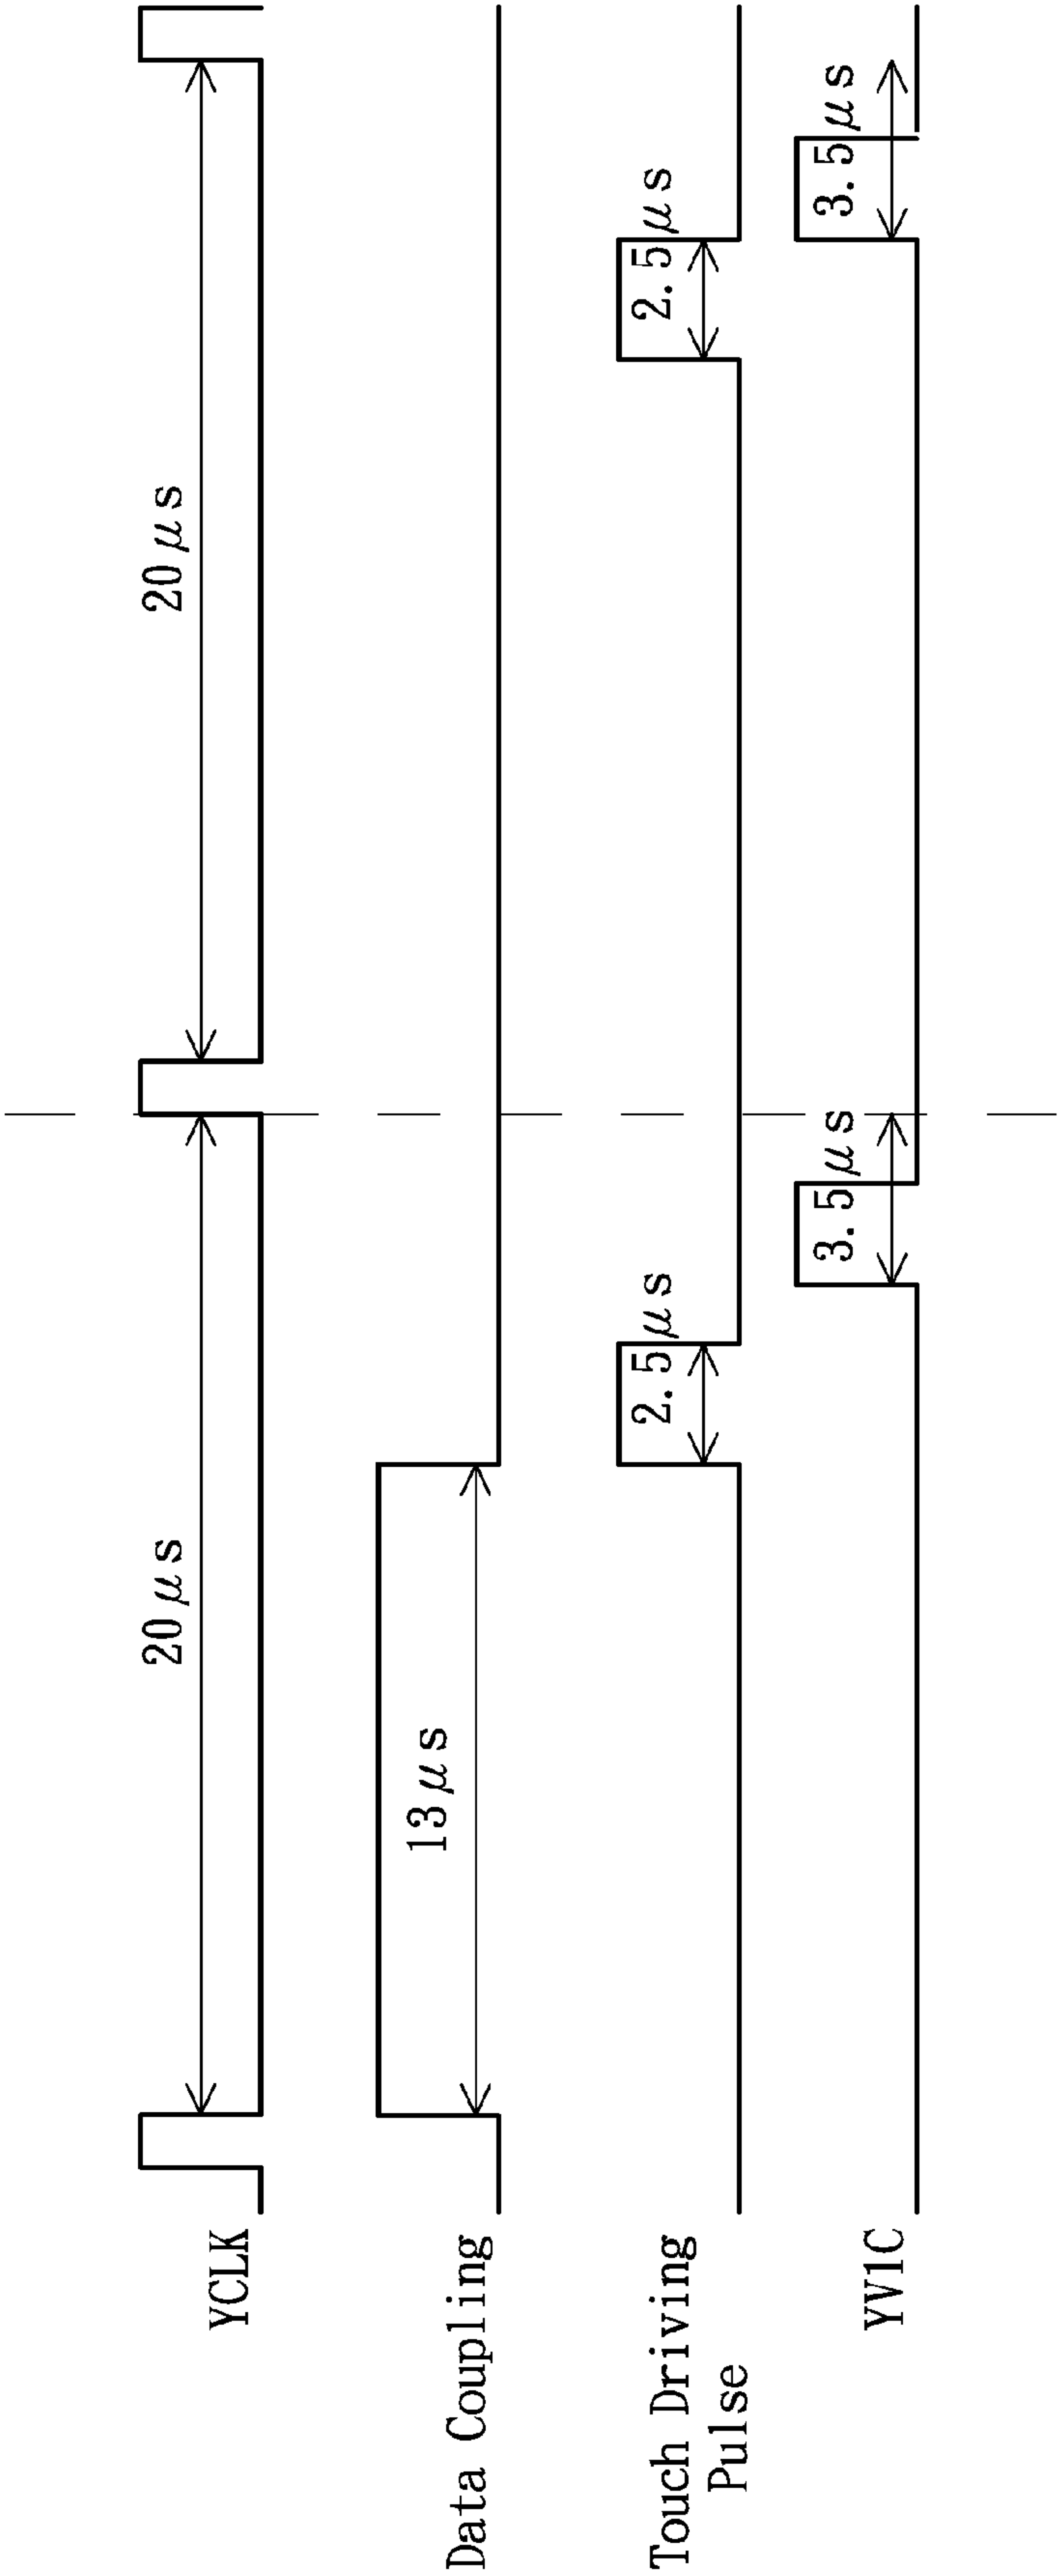 YCLK
20μs
20μs
Data Coupling
13μs
Touch Driving
Pulse
2.5μs
2.5μs
YV1C
3.5μs
3.5μs